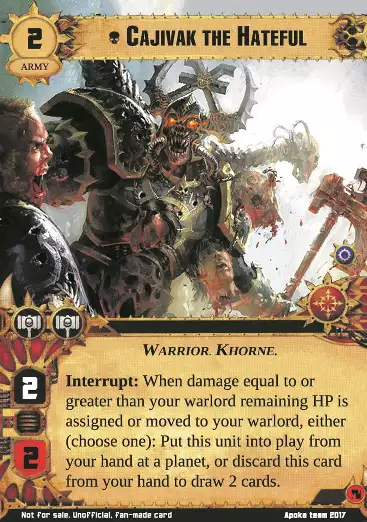 2
CAJIVAK THE HATEFUL
ARMY
WARRIOR. KHORNE.
Interrupt: When damage equal to or
greater than your warlord remaining HP is
assigned or moved to your warlord, either
(choose one): Put this unit into play from
your hand at a planet, or discard this card
from your hand to draw 2 cards.
2
2
Not for sale. Unofficial, fan-made card
Apoka team 2017